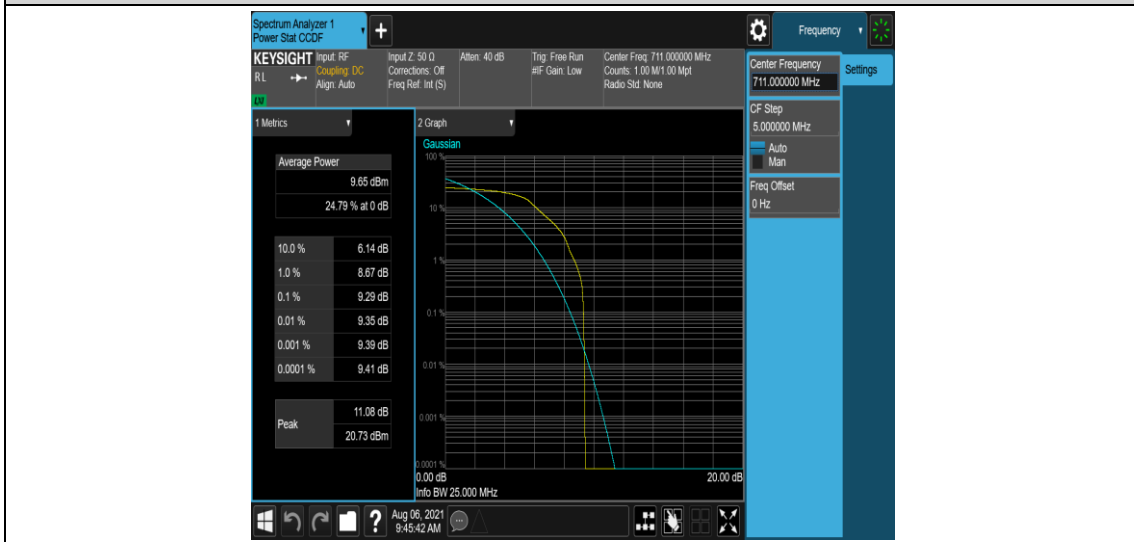 Spectrum Analyzer 1
Power Stat CCDF
Frequency
KEYSIGHT
RL
Input: RF
Coupling: DC
Align: Auto
Input Z: 50 Ω
Corrections: Off
Freq Ref: Int (S)
Atten: 40 dB
Trig: Free Run
#IF Gain: Low
Center Freq: 711.000000 MHz
Counts: 1.00 M/1.00 Mpt
Radio Std: None
Center Frequency
711.000000 MHz
Settings
CF Step
5.000000 MHz
Auto
Man
Freq Offset
0 Hz
1 Metrics
Average Power
9.65 dBm
24.79 % at 0 dB
10.0 % 6.14 dB
1.0 % 8.67 dB
0.1 % 9.29 dB
0.01 % 9.35 dB
0.001 % 9.39 dB
0.0001 % 9.41 dB
Peak
11.08 dB
20.73 dBm
2 Graph
Gaussian
100 %
10 %
1 %
0.1 %
0.01 %
0.001 %
0.0001 %
0.00 dB 20.00 dB
Info BW 25.000 MHz
?
Aug 06, 2021
9:45:42 AM